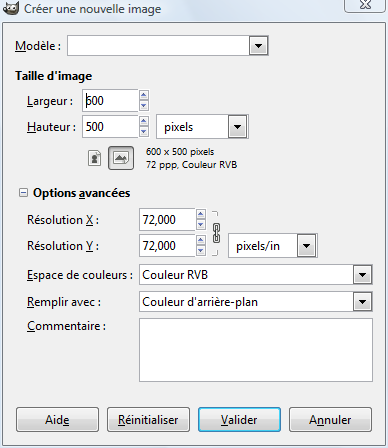 Créer une nouvelle image
Modèle :
Taille d'image
Largeur : 600
Hauteur : 500 pixels
600 x 500 pixels
72 ppp, Couleur RVB
Options avancées
Résolution X : 72,000
Résolution Y : 72,000 pixels/in
Espace de couleurs : Couleur RVB
Remplir avec : Couleur d'arrière-plan
Commentaire :
Aide Réinitialiser Valider Annuler